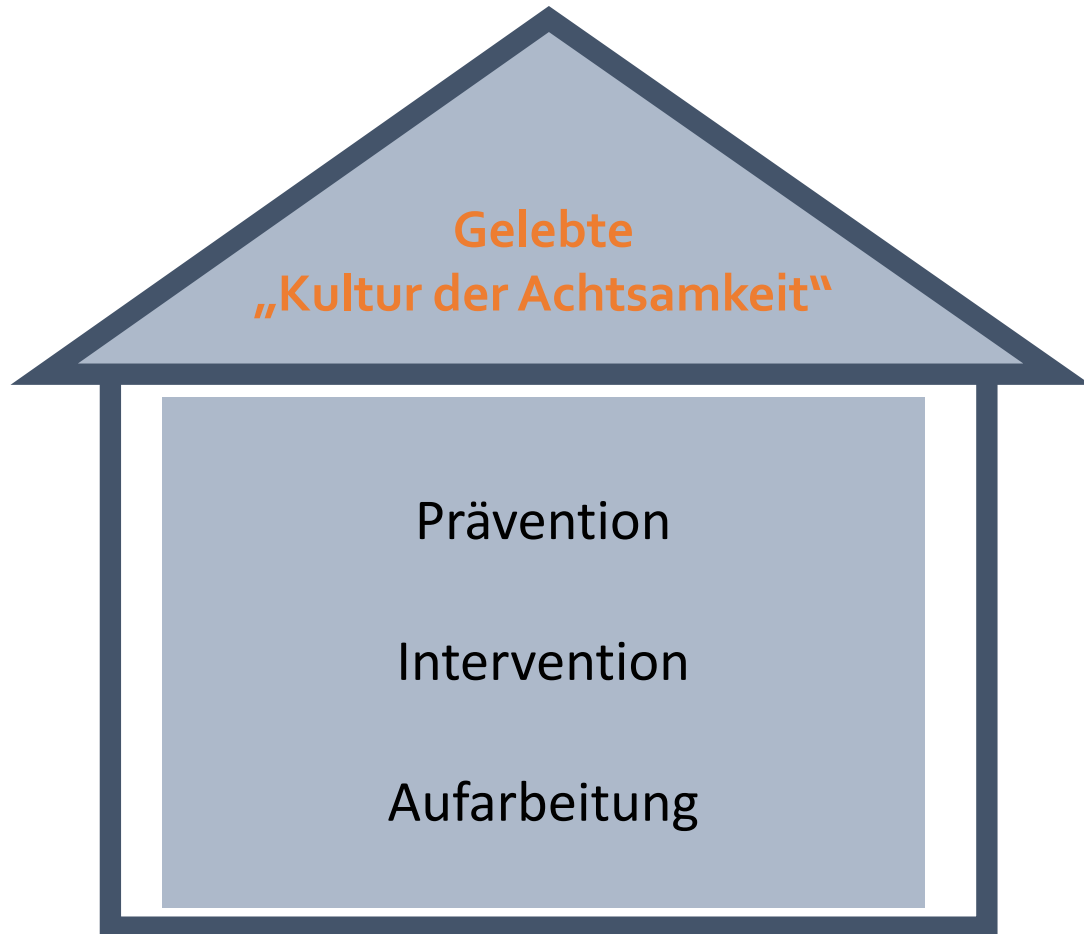 Gelebte
„Kultur der Achtsamkeit“
Prävention
Intervention
Aufarbeitung